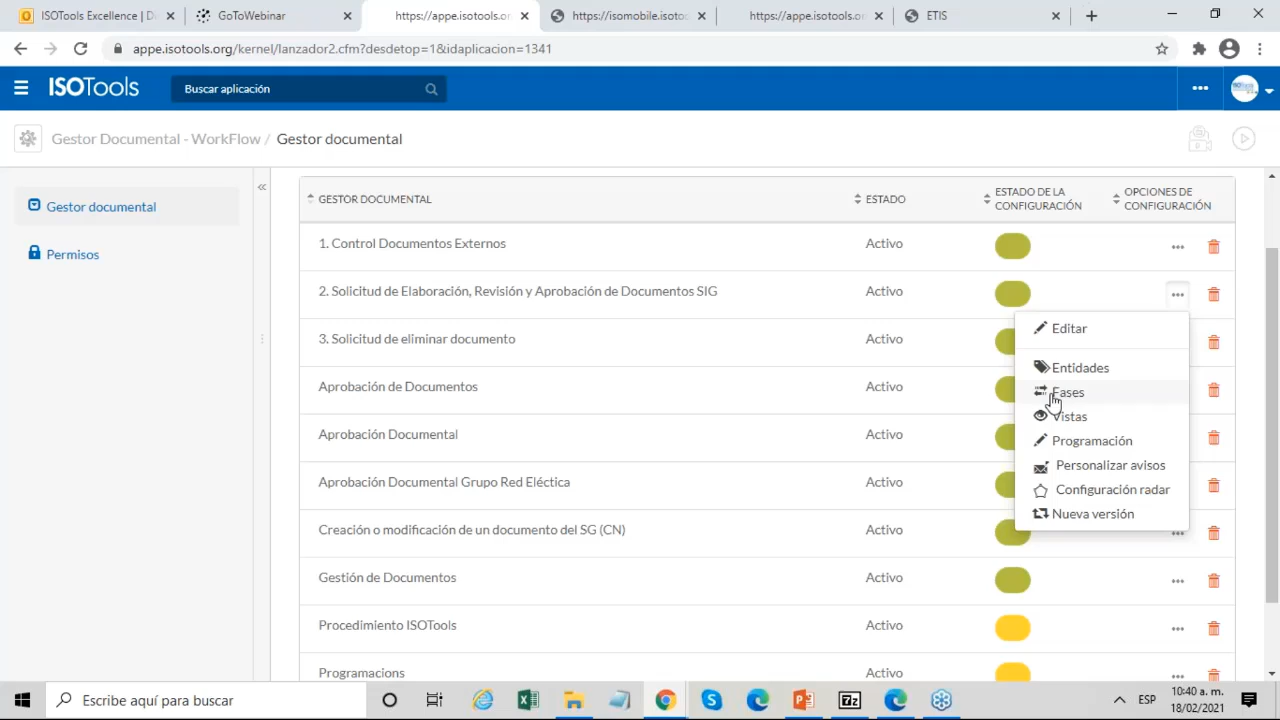 ISOTools Excellence | D
GoToWebinar
https://appe.isotools.or
https://isomobile.isoto
https://appe.isotools.or
ETIS
appe.isotools.org/kernel/lanzador2.cfm?desdetop=1&idaplicacion=1341
ISOTools
Buscar aplicación
Gestor Documental - WorkFlow / Gestor documental
Gestor documental
Permisos
GESTOR DOCUMENTAL
ESTADO
ESTADO DE LA
CONFIGURACIÓN
OPCIONES DE
CONFIGURACIÓN
1. Control Documentos Externos
Activo
2. Solicitud de Elaboración, Revisión y Aprobación de Documentos SIG
Activo
3. Solicitud de eliminar documento
Activo
Aprobación de Documentos
Activo
Aprobación Documental
Activo
Aprobación Documental Grupo Red Eléctica
Activo
Creación o modificación de un documento del SG (CN)
Activo
Gestión de Documentos
Activo
Procedimiento ISOTools
Activo
Programacions
Activo
Editar
Entidades
Fases
Vistas
Programación
Personalizar avisos
Configuración radar
Nueva versión
Escribe aquí para buscar
ESP
10:40 a. m.
18/02/2021